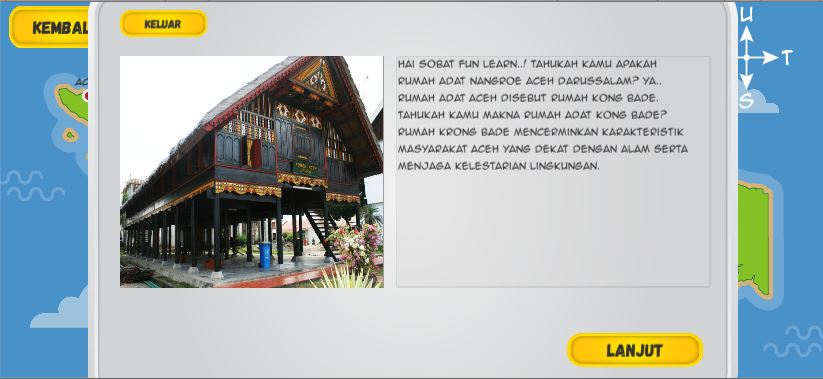 KEMBAL
KELUAR
U
T
S
HAI SOBAT FUN LEARN..! TAHUKAH KAMU APAKAH
RUMAH ADAT NANGROE ACEH DARUSSALAM? YA..
RUMAH ADAT ACEH DISEBUT RUMAH KONG BADE.
TAHUKAH KAMU MAKNA RUMAH ADAT KONG BADE?
RUMAH KRONG BADE MENCERMINKAN KARAKTERISTIK
MASYARAKAT ACEH YANG DEKAT DENGAN ALAM SERTA
MENJAGA KELESTARIAN LINGKUNGAN.
LANJUT